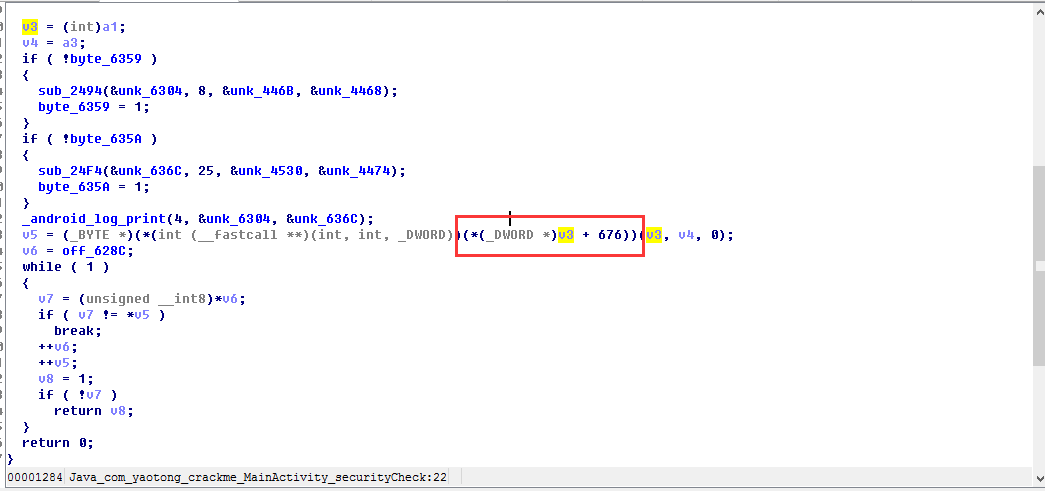 v3 = (int)a1;
v4 = a3;
if ( !byte_6359 )
{
sub_2494(&unk_6304, 8, &unk_446B, &unk_4468);
byte_6359 = 1;
}
if ( !byte_635A )
{
sub_24F4(&unk_636C, 25, &unk_4530, &unk_4474);
byte_635A = 1;
}
_android_log_print(4, &unk_6304, &unk_636C);
v5 = (_BYTE *)(*(int (__fastcall **)(int, int, _DWORD))(*(_DWORD *)v3 + 676))(v3, v4, 0);
v6 = off_628C;
while ( 1 )
{
v7 = (unsigned __int8)*v6;
if ( v7 != *v5 )
break;
++v6;
++v5;
v8 = 1;
if ( !v7 )
return v8;
}
return 0;
}
00001284 Java_com_yaotong_crackme_MainActivity_securityCheck:22